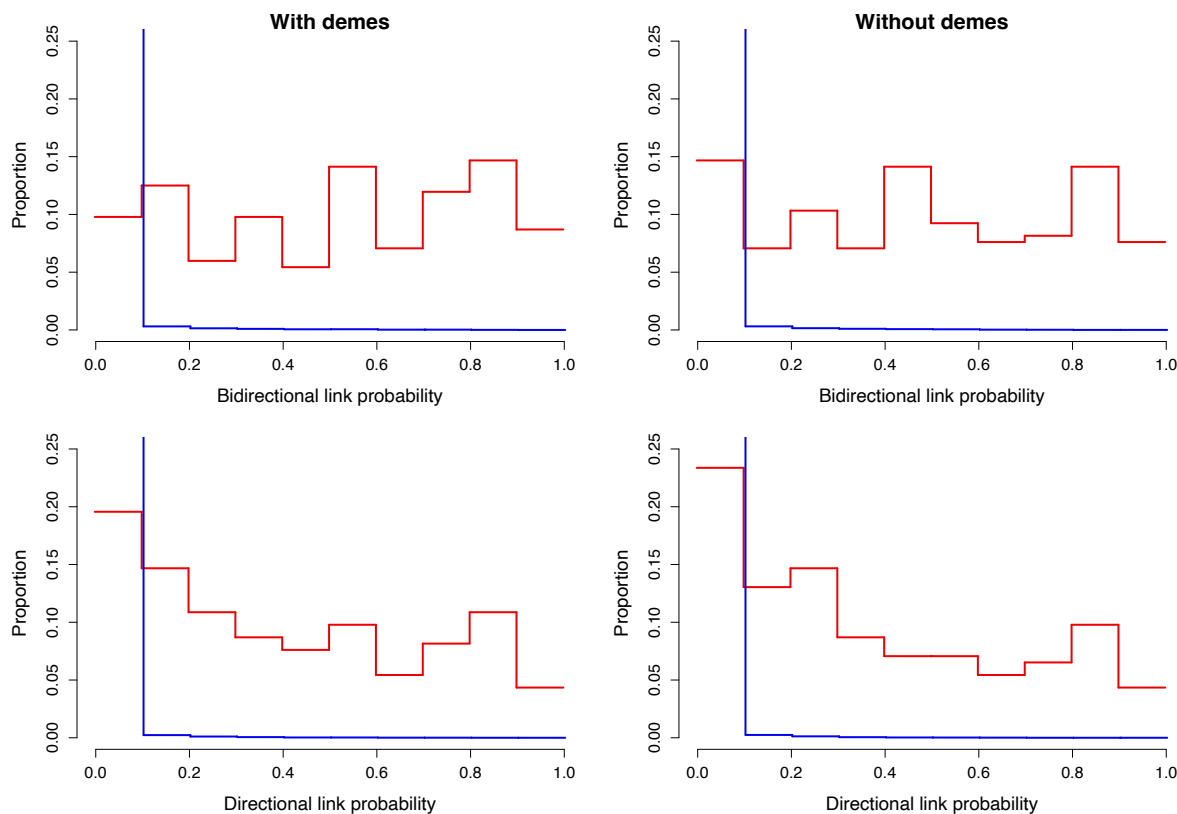 With demes
Proportion
0.00 0.05 0.10 0.15 0.20 0.25
0.0 0.2 0.4 0.6 0.8 1.0
Bidirectional link probability
Without demes
Proportion
0.00 0.05 0.10 0.15 0.20 0.25
0.0 0.2 0.4 0.6 0.8 1.0
Bidirectional link probability
Proportion
0.00 0.05 0.10 0.15 0.20 0.25
0.0 0.2 0.4 0.6 0.8 1.0
Directional link probability
Proportion
0.00 0.05 0.10 0.15 0.20 0.25
0.0 0.2 0.4 0.6 0.8 1.0
Directional link probability